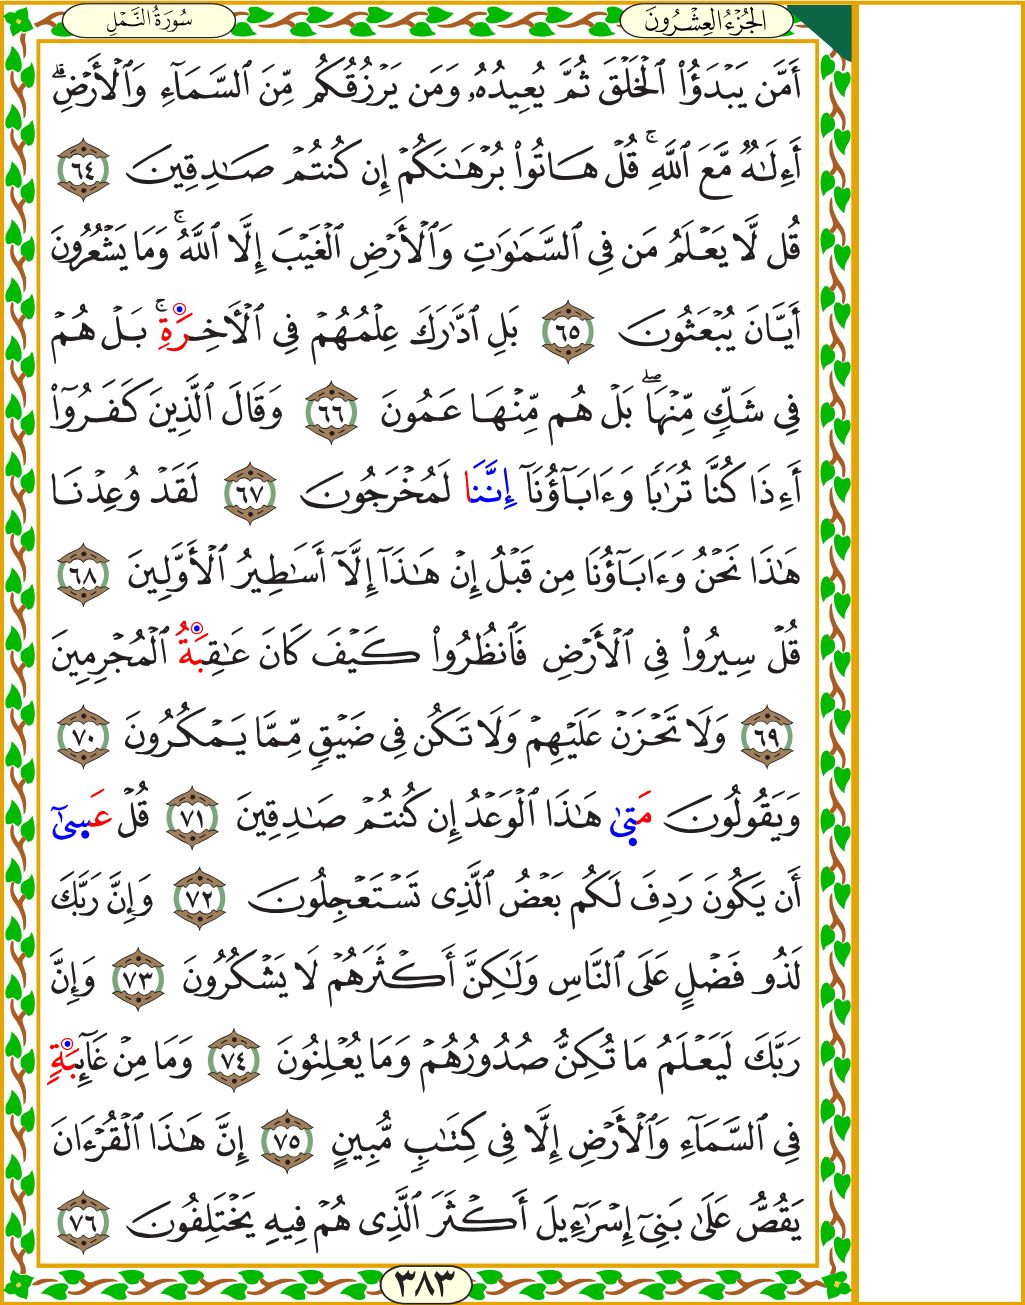 الجُزْءُ العِشْرُونَ
سُورَةُ النَّمْلِ
أَمَّن يَبْدَؤُا۟ ٱلْخَلْقَ ثُمَّ يُعِيدُهُۥ وَمَن يَرْزُقُكُم مِّنَ ٱلسَّمَآءِ وَٱلْأَرْضِ ۗ
أَءِلَـٰهٌ مَّعَ ٱللَّهِ ۚ قُلْ هَاتُوا۟ بُرْهَـٰنَكُمْ إِن كُنتُمْ صَـٰدِقِينَ ٦٤
قُل لَّا يَعْلَمُ مَن فِى ٱلسَّمَـٰوَٰتِ وَٱلْأَرْضِ ٱلْغَيْبَ إِلَّا ٱللَّهُ ۚ وَمَا يَشْعُرُونَ
أَيَّانَ يُبْعَثُونَ ٦٥ بَلِ ٱدَّٰرَكَ عِلْمُهُمْ فِى ٱلْأَخِرَةِ ۚ بَلْ هُمْ
فِى شَكٍّ مِّنْهَا ۖ بَلْ هُم مِّنْهَا عَمُونَ ٦٦ وَقَالَ ٱلَّذِينَ كَفَرُوٓا۟
أَءِذَا كُنَّا تُرَٰبًا وَءَابَآؤُنَآ إِنَّنَا لَمُخْرَجُونَ ٦٧ لَقَدْ وُعِدْنَا
هَـٰذَا نَحْنُ وَءَابَآؤُنَا مِن قَبْلُ إِنْ هَـٰذَآ إِلَّآ أَسَـٰطِيرُ ٱلْأَوَّلِينَ ٦٨
قُلْ سِيرُوا۟ فِى ٱلْأَرْضِ فَٱنظُرُوا۟ كَيْفَ كَانَ عَـٰقِبَةُ ٱلْمُجْرِمِينَ
٦٩ وَلَا تَحْزَنْ عَلَيْهِمْ وَلَا تَكُن فِى ضَيْقٍ مِّمَّا يَمْكُرُونَ ٧٠
وَيَقُولُونَ مَتَىٰ هَـٰذَا ٱلْوَعْدُ إِن كُنتُمْ صَـٰدِقِينَ ٧١ قُلْ عَسَىٰٓ
أَن يَكُونَ رَدِفَ لَكُم بَعْضُ ٱلَّذِى تَسْتَعْجِلُونَ ٧٢ وَإِنَّ رَبَّكَ
لَذُو فَضْلٍ عَلَى ٱلنَّاسِ وَلَـٰكِنَّ أَكْثَرَهُمْ لَا يَشْكُرُونَ ٧٣ وَإِنَّ
رَبَّكَ لَيَعْلَمُ مَا تُكِنُّ صُدُورُهُمْ وَمَا يُعْلِنُونَ ٧٤ وَمَا مِنْ غَآئِبَةٍ
فِى ٱلسَّمَآءِ وَٱلْأَرْضِ إِلَّا فِى كِتَـٰبٍ مُّبِينٍ ٧٥ إِنَّ هَـٰذَا ٱلْقُرْءَانَ
يَقُصُّ عَلَىٰ بَنِىٓ إِسْرَٰٓءِيلَ أَكْثَرَ ٱلَّذِى هُمْ فِيهِ يَخْتَلِفُونَ ٧٦
٣٨٣